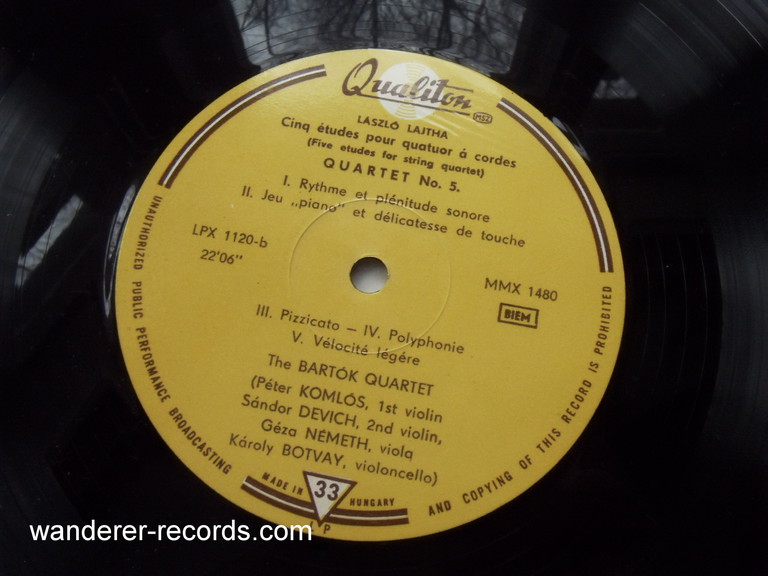 Qualiton
MSZ
LASZLÓ LAJTHA
Cinq études pour quatuor á cordes
(Five etudes for string quartet)
QUARTET No. 5.
I. Rythme et plénitude sonore
II. Jeu „piano" et délicatesse de touche
LPX 1120-b
22'06"
MMX 1480
BIEM
III. Pizzicato — IV. Polyphonie
V. Vélocité légére
The BARTÓK QUARTET
(Péter KOMLÓS, 1st violin
Sándor DEVICH, 2nd violin,
Géza NÉMETH, viola
Károly BOTVAY, violoncello)
MADE IN 33 HUNGARY
P
UNAUTHORIZED PUBLIC PERFORMANCE BROADCASTING AND COPYING OF THIS RECORD IS PROHIBITED
wanderer-records.com